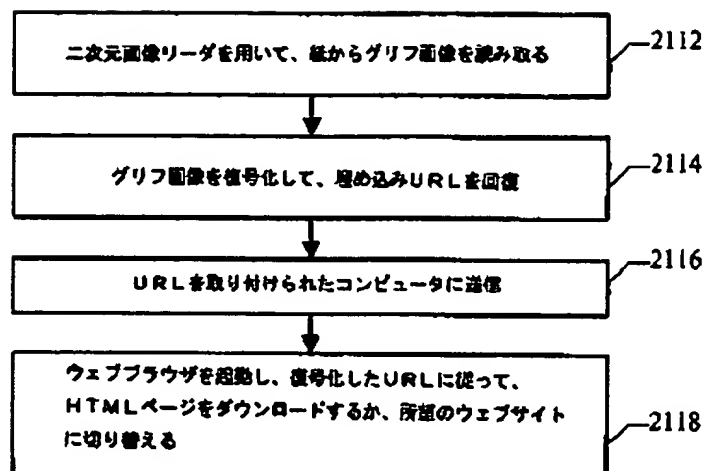 二次元画像リーダを用いて、紙からグリフ画像を読み取る
2112
グリフ画像を復号化して、埋め込みURLを回復
2114
URLを取り付けられたコンピュータに送信
2116
ウェブブラウザを起動し、復号化したURLに従って、
HTMLページをダウンロードするか、所望のウェブサイト
に切り替える
2118